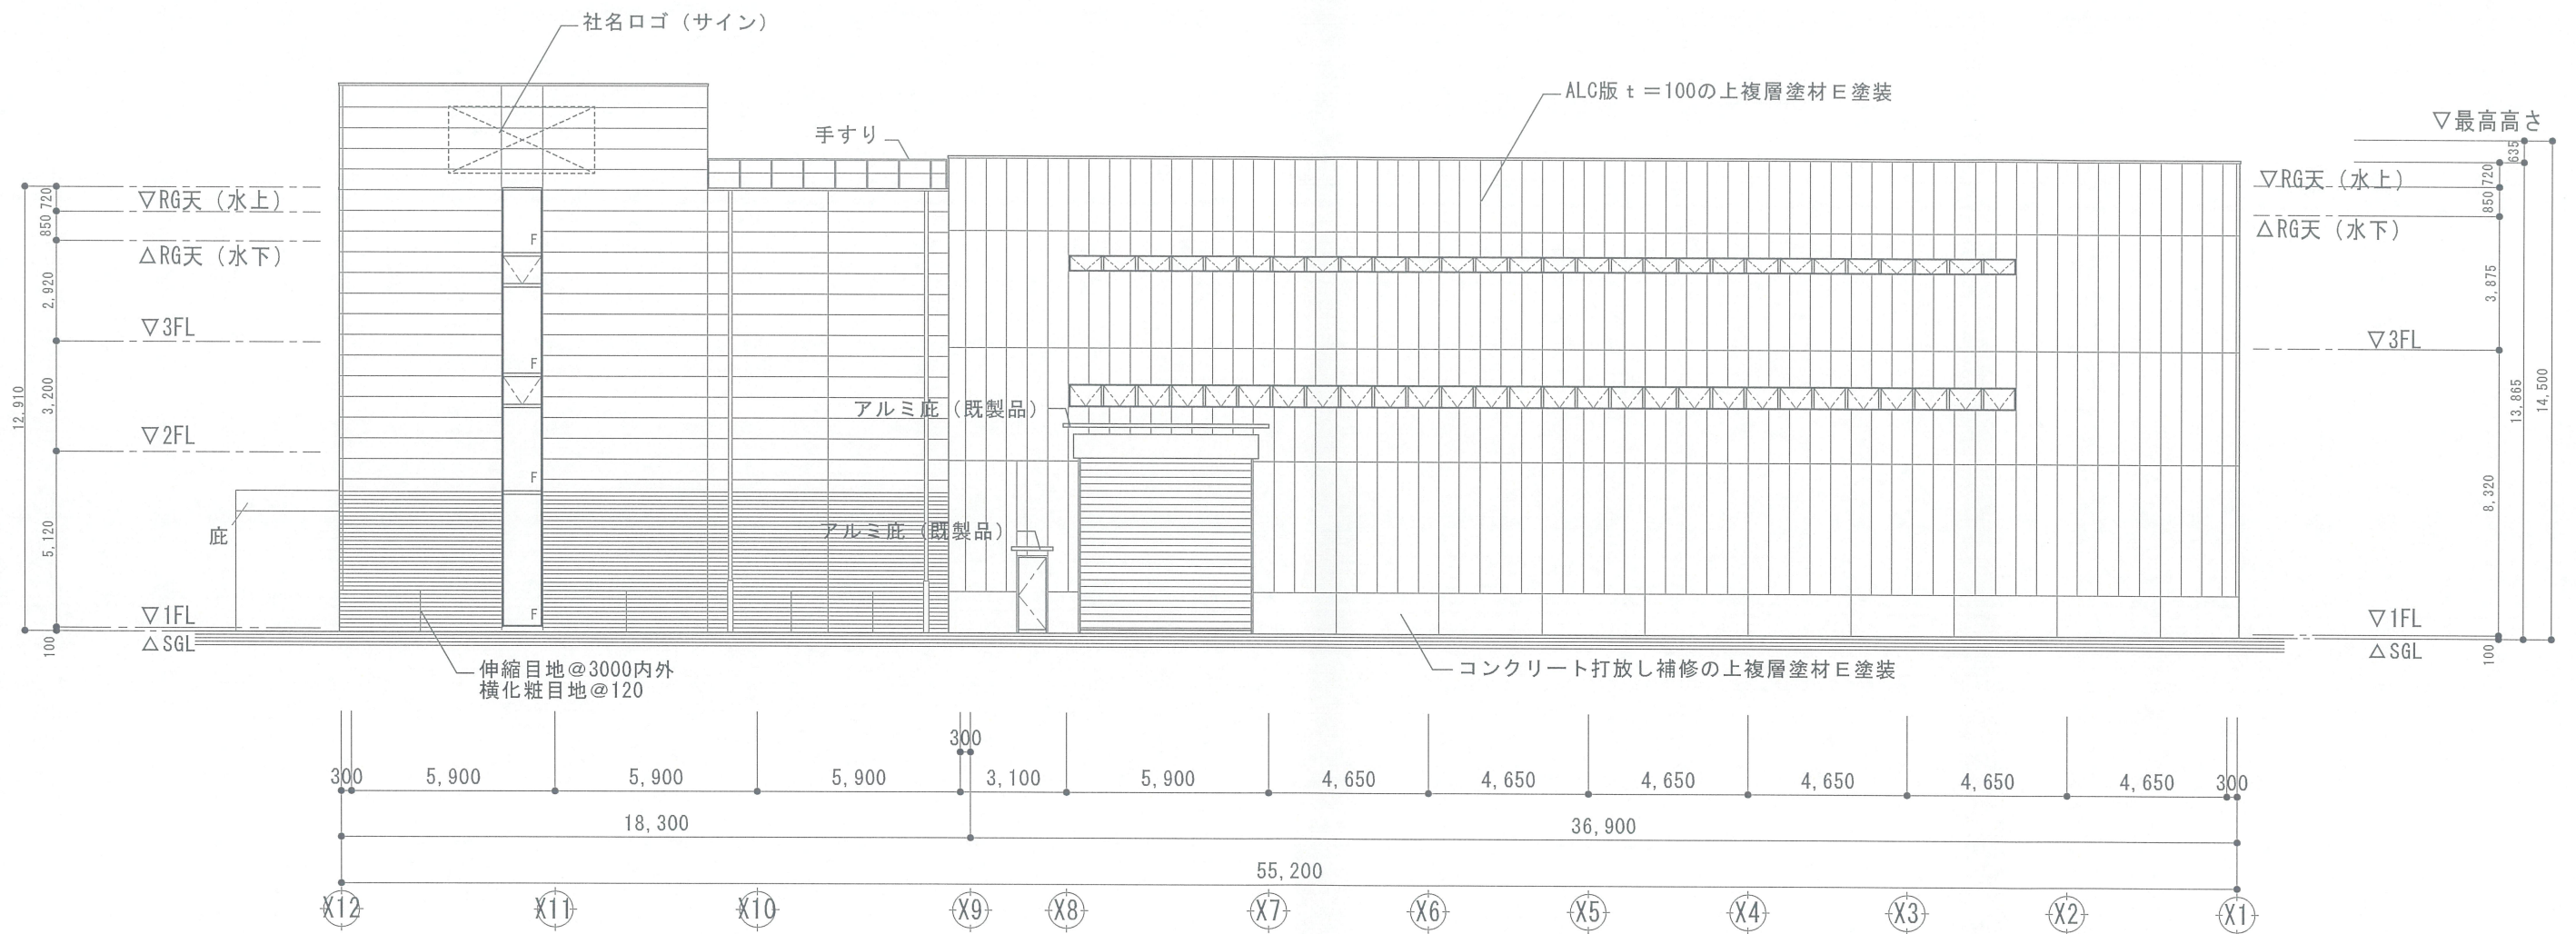 社名ロゴ（サイン）
ALC版ｔ＝100の上複層塗材Ｅ塗装
手すり
▽最高高さ
635
720
850
2,920
3,200
5,120
100
12,910
▽RG天（水上）
△RG天（水下）
▽3FL
▽2FL
▽1FL
△SGL
庇
F
F
F
F
アルミ庇（既製品）
アルミ庇（既製品）
▽RG天（水上）
△RG天（水下）
▽3FL
▽1FL
△SGL
720
850
3,875
8,320
100
13,865
14,500
伸縮目地＠3000内外
横化粧目地＠120
コンクリート打放し補修の上複層塗材Ｅ塗装
300
300 5,900 5,900 5,900 3,100 5,900 4,650 4,650 4,650 4,650 4,650 4,650 300
18,300 36,900
55,200
X12 X11 X10 X9 X8 X7 X6 X5 X4 X3 X2 X1